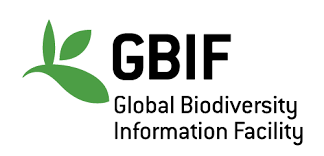 GBIF
Global Biodiversity
Information Facility